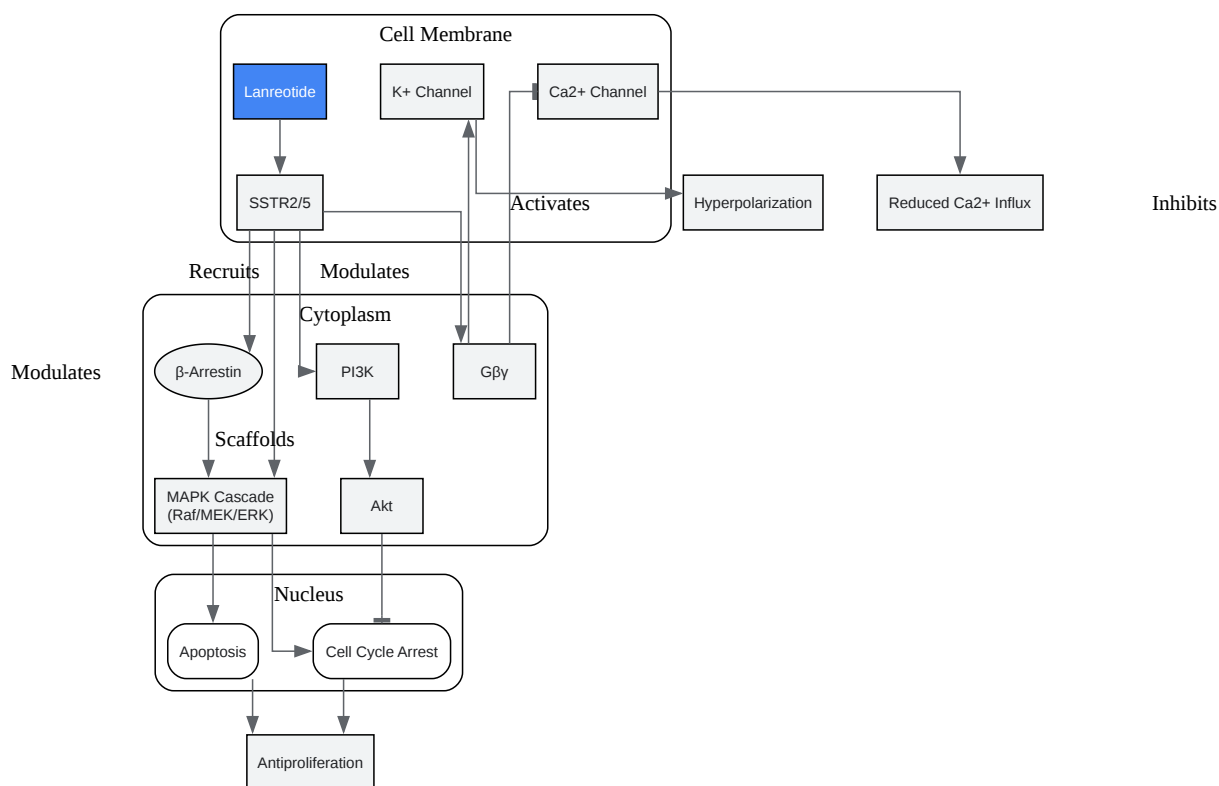 Cell Membrane
Lanreotide
K+ Channel
Ca2+ Channel
SSTR2/5
Activates
Hyperpolarization
Reduced Ca2+ Influx
Inhibits
Recruits
Modulates
Cytoplasm
Modulates
β-Arrestin
PI3K
Gβγ
Scaffolds
MAPK Cascade
(Raf/MEK/ERK)
Akt
Nucleus
Apoptosis
Cell Cycle Arrest
Antiproliferation